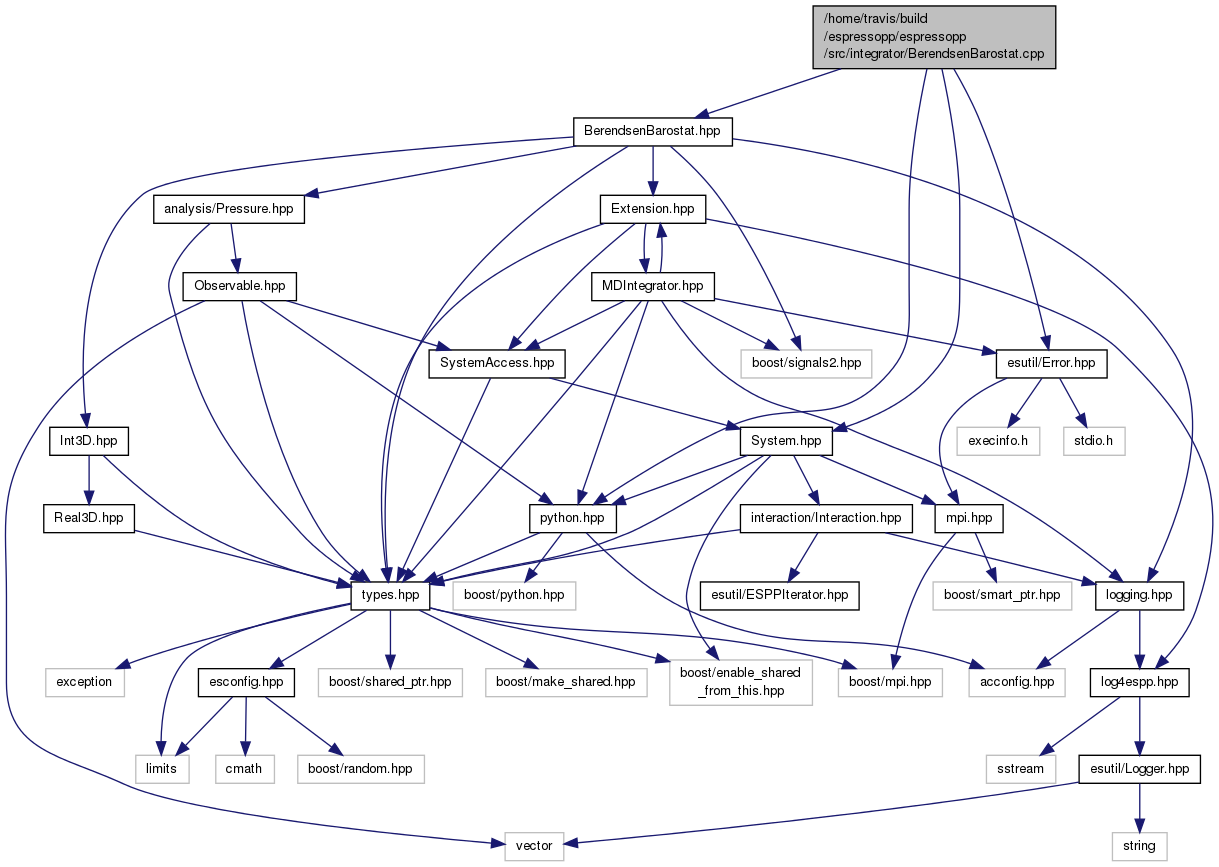 /home/travis/build
/espressopp/espressopp
/src/integrator/BerendsenBarostat.cpp
BerendsenBarostat.hpp
analysis/Pressure.hpp
Extension.hpp
Observable.hpp
MDIntegrator.hpp
SystemAccess.hpp
boost/signals2.hpp
esutil/Error.hpp
Int3D.hpp
System.hpp
execinfo.h
stdio.h
Real3D.hpp
python.hpp
interaction/Interaction.hpp
mpi.hpp
types.hpp
boost/python.hpp
esutil/ESPPIterator.hpp
boost/smart_ptr.hpp
logging.hpp
exception
esconfig.hpp
boost/shared_ptr.hpp
boost/make_shared.hpp
boost/enable_shared
_from_this.hpp
boost/mpi.hpp
acconfig.hpp
log4espp.hpp
limits
cmath
boost/random.hpp
sstream
esutil/Logger.hpp
vector
string